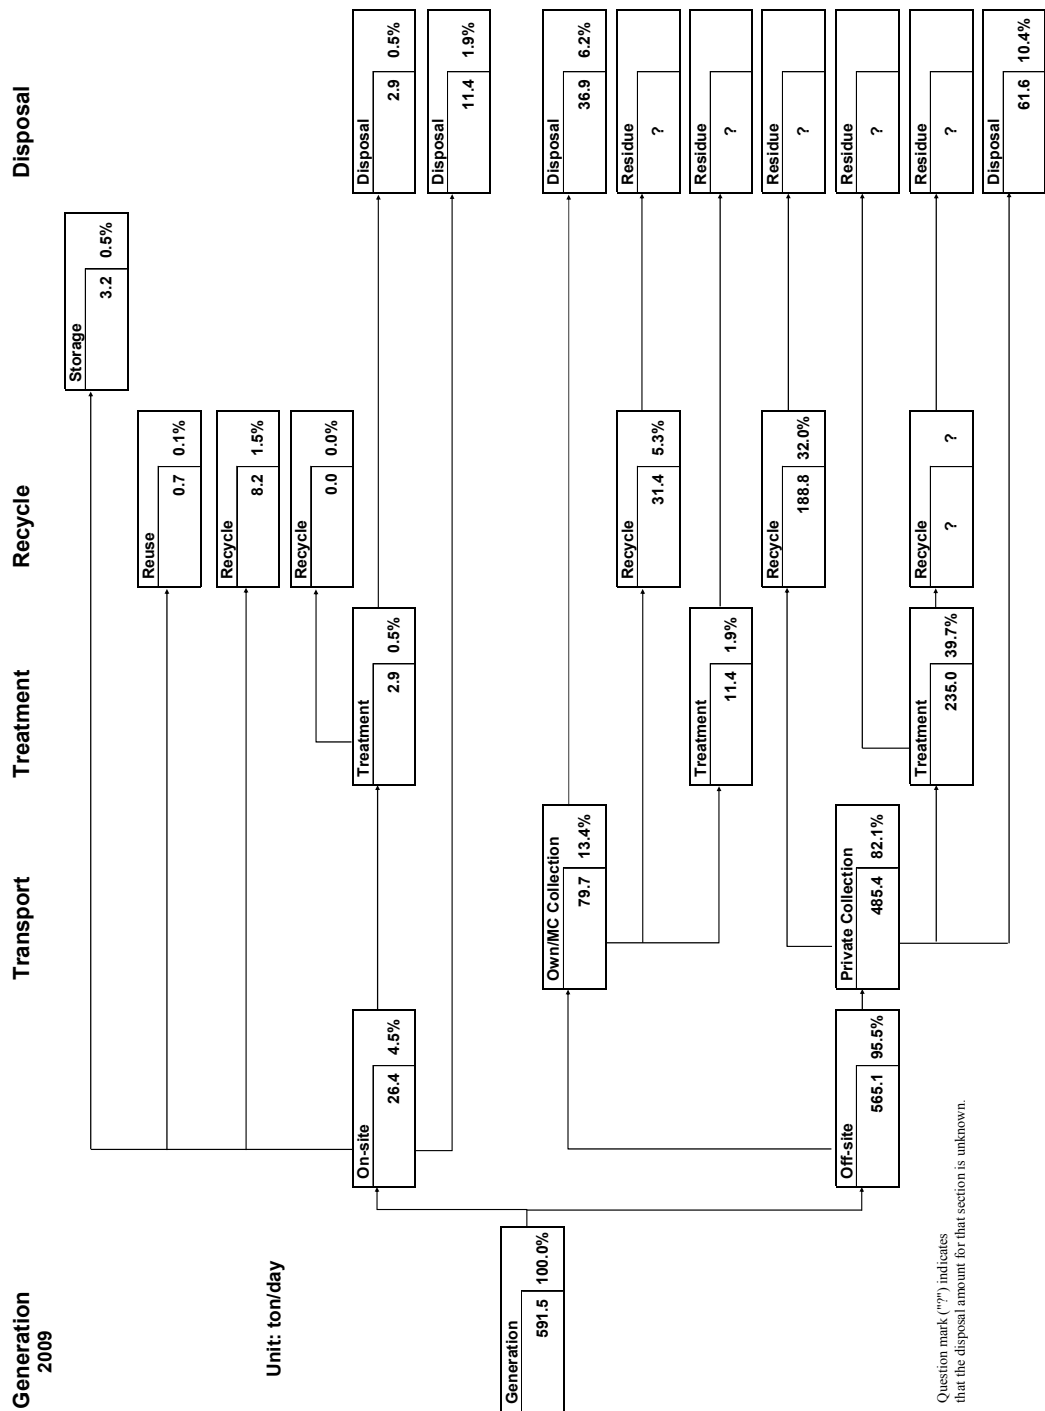 Generation
2009
Transport
Treatment
Recycle
Disposal
Unit: ton/day
Generation
591.5 100.0%
On-site
26.4 4.5%
Off-site
565.1 95.5%
Own/MC Collection
79.7 13.4%
Private Collection
485.4 82.1%
Treatment
2.9 0.5%
Treatment
11.4 1.9%
Treatment
235.0 39.7%
Reuse
0.7 0.1%
Recycle
8.2 1.5%
Recycle
0.0 0.0%
Recycle
31.4 5.3%
Recycle
188.8 32.0%
Recycle
? ?
Storage
3.2 0.5%
Disposal
2.9 0.5%
Disposal
11.4 1.9%
Disposal
36.9 6.2%
Residue
?
Residue
?
Residue
?
Residue
?
Residue
?
Disposal
61.6 10.4%
Question mark ("?") indicates
that the disposal amount for that section is unknown.